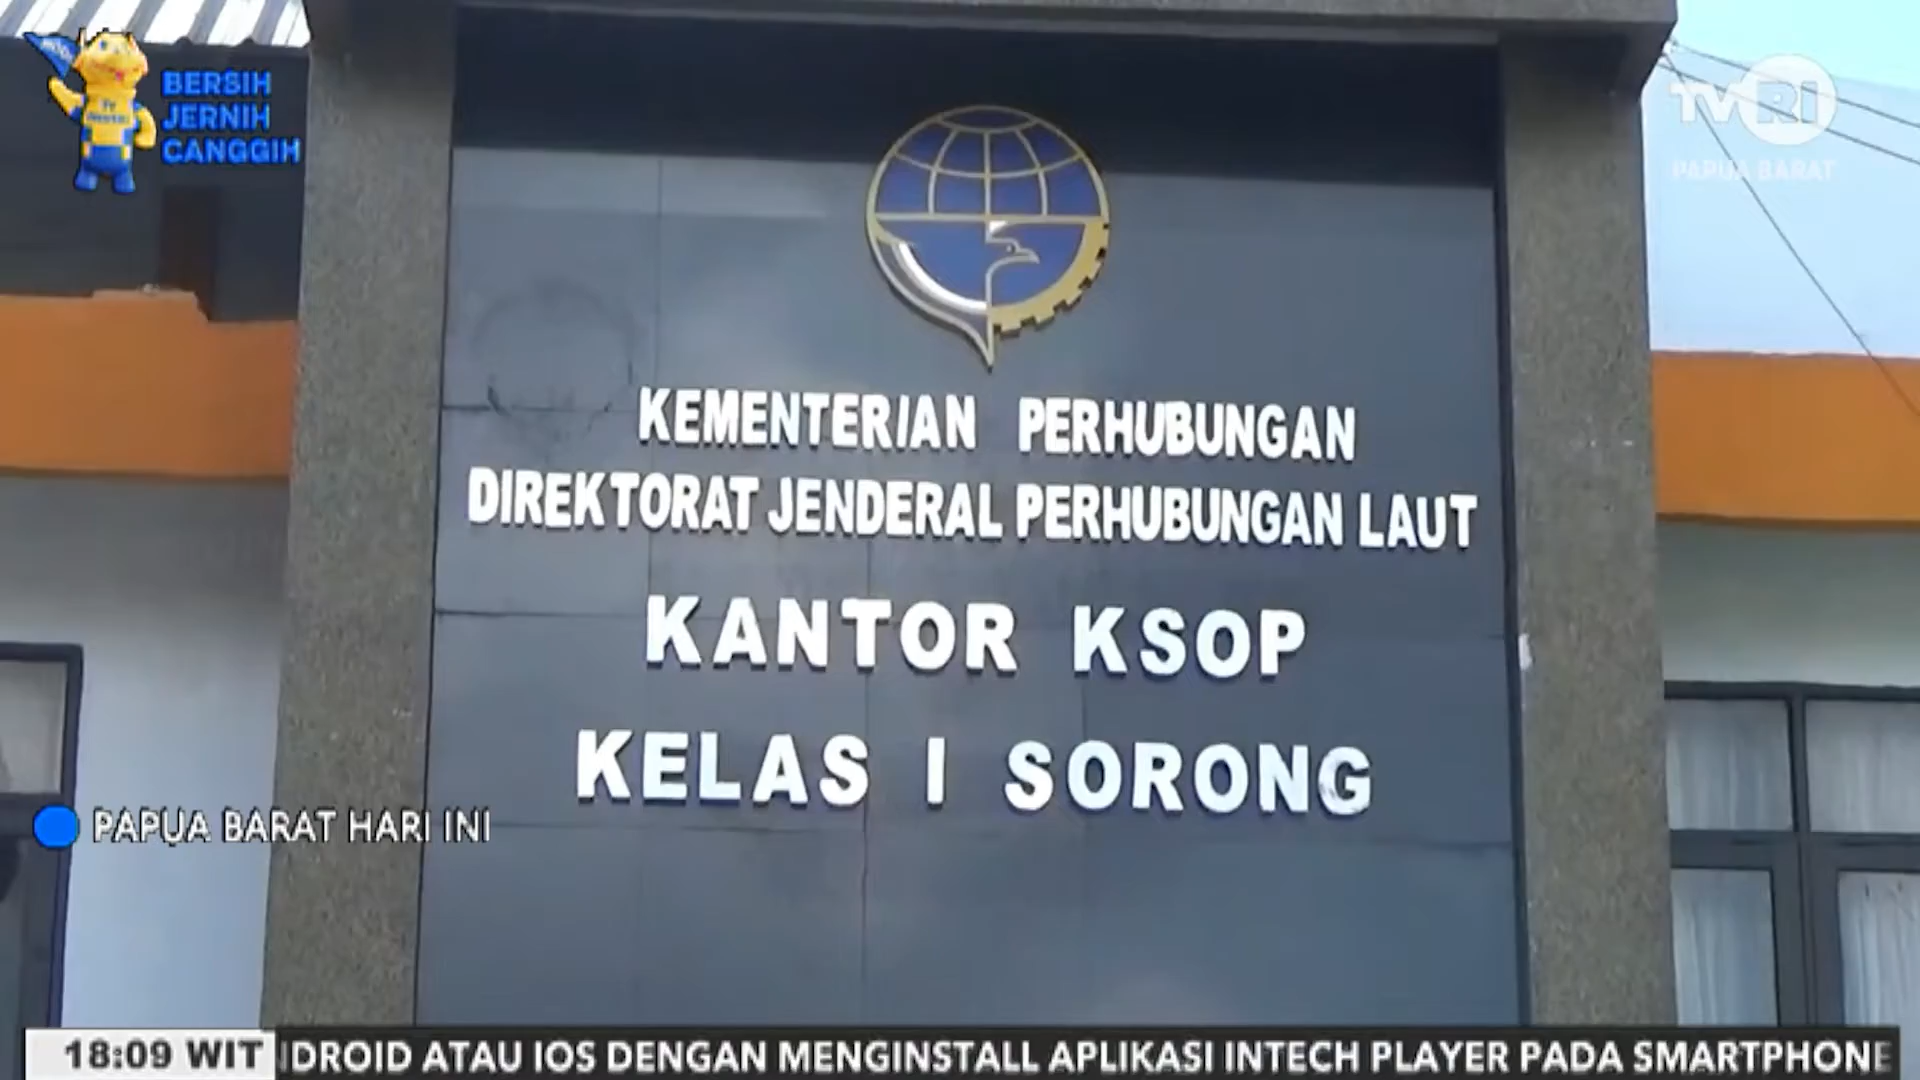 BERSIH
JERNIH
CANGGIH
TVRI
PAPUA BARAT
KEMENTERIAN PERHUBUNGAN
DIREKTORAT JENDERAL PERHUBUNGAN LAUT
KANTOR KSOP
KELAS I SORONG
PAPUA BARAT HARI INI
18:09 WIT
DROID ATAU IOS DENGAN MENGINSTALL APLIKASI INTECH PLAYER PADA SMARTPHONE